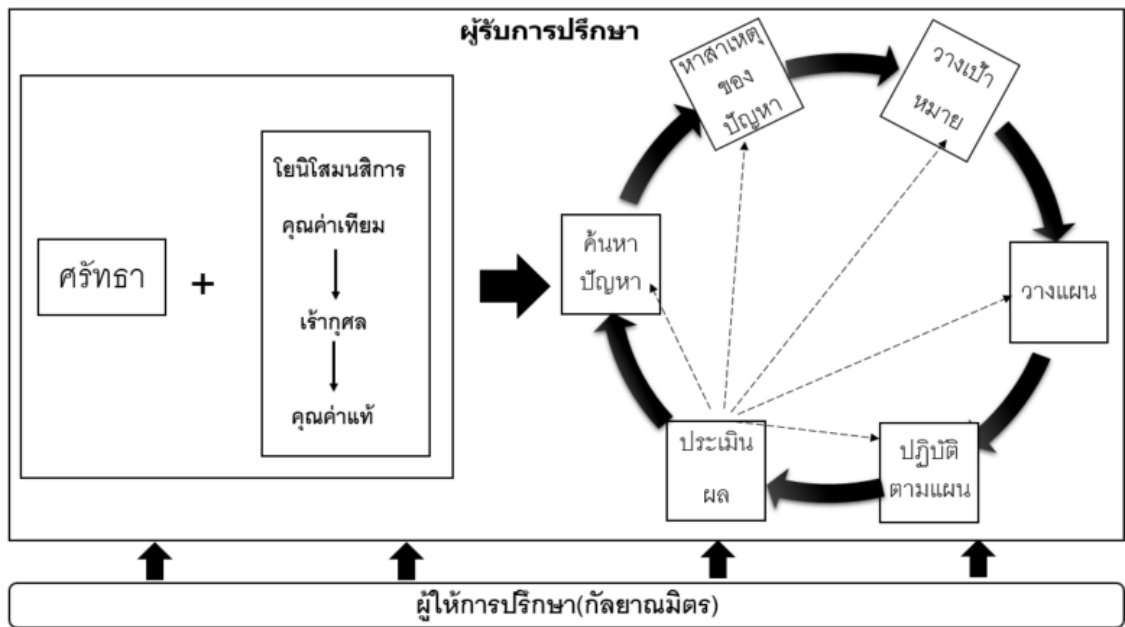 ผู้รับการปรึกษา
ศรัทธา
+
โยนิโสมนสิการ
คุณค่าเทียม
เร้ากุศล
คุณค่าแท้
ค้นหา
ปัญหา
หาสาเหตุ
ของ
ปัญหา
วางเป้า
หมาย
วางแผน
ปฏิบัติ
ตามแผน
ประเมิน
ผล
ผู้ให้การปรึกษา(กัลยาณมิตร)